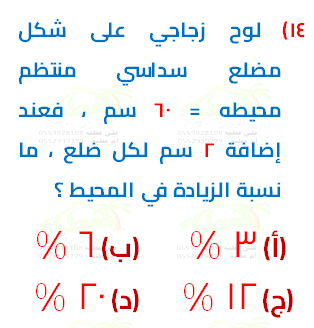 ١٤) لوح زجاجي على شكل
مضلع سداسي منتظم
محيطه = ٦٠ سم ، فعند
إضافة ٢ سم لكل ضلع ، ما
نسبة الزيادة في المحيط ؟
(أ) ٣ % (ب) ٦ %
(ج) ١٢ % (د) ٢٠ %